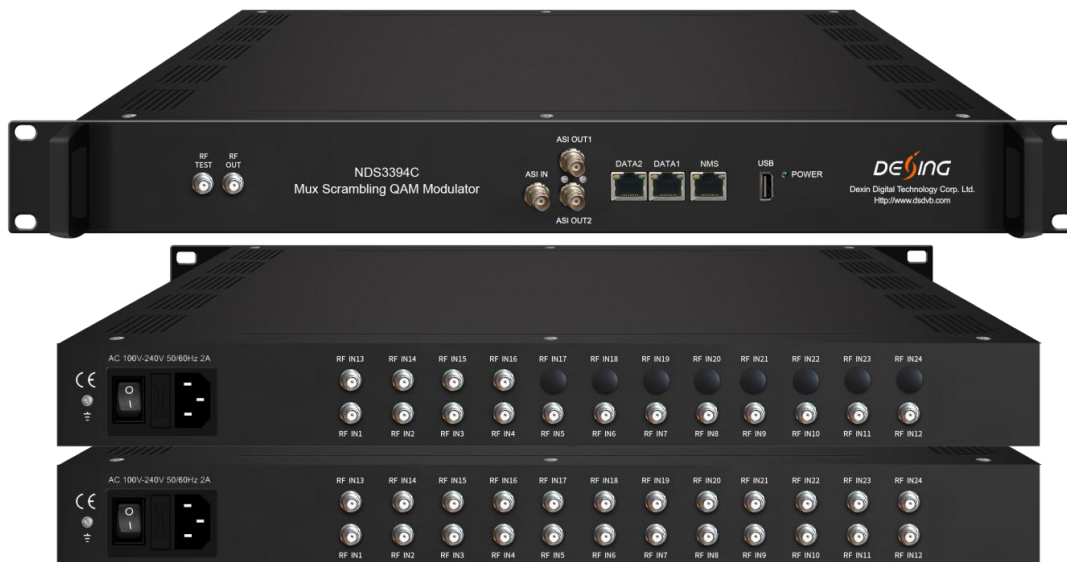 RF TEST
RF OUT
NDS3394C
Mux Scrambling QAM Modulator
ASI OUT1
ASI IN
ASI OUT2
DATA2
DATA1
NMS
USB
POWER
DESING
Dexin Digital Technology Corp. Ltd.
Http://www.dsdvb.com
AC 100V-240V 50/60Hz 2A
CE
O
I
RF IN13 RF IN14 RF IN15 RF IN16 RF IN17 RF IN18 RF IN19 RF IN20 RF IN21 RF IN22 RF IN23 RF IN24
RF IN1 RF IN2 RF IN3 RF IN4 RF IN5 RF IN6 RF IN7 RF IN8 RF IN9 RF IN10 RF IN11 RF IN12
AC 100V-240V 50/60Hz 2A
CE
O
I
RF IN13 RF IN14 RF IN15 RF IN16 RF IN17 RF IN18 RF IN19 RF IN20 RF IN21 RF IN22 RF IN23 RF IN24
RF IN1 RF IN2 RF IN3 RF IN4 RF IN5 RF IN6 RF IN7 RF IN8 RF IN9 RF IN10 RF IN11 RF IN12